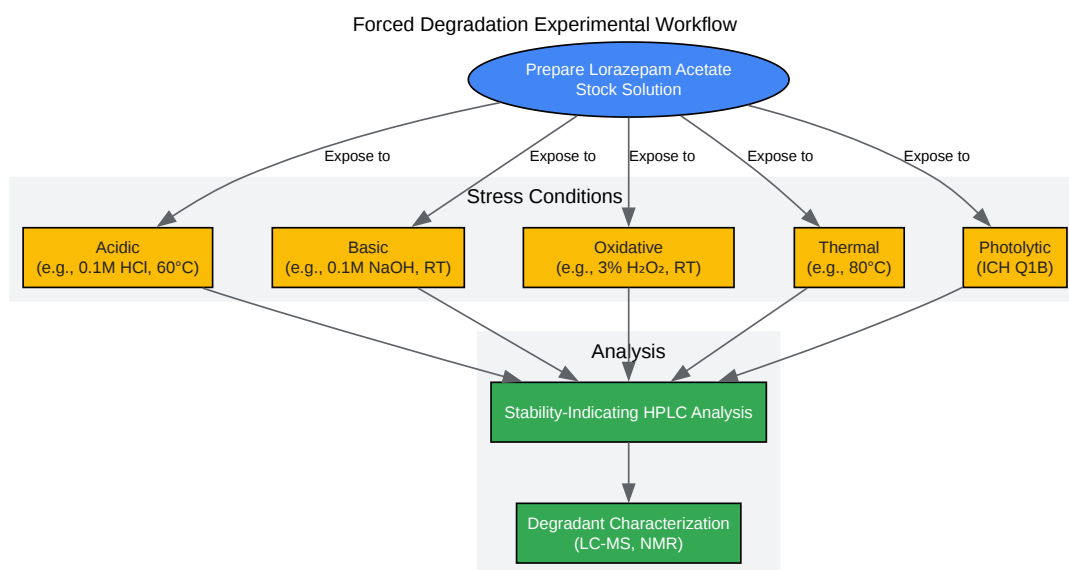 Forced Degradation Experimental Workflow
Prepare Lorazepam Acetate
Stock Solution
Expose to
Expose to
Expose to
Expose to
Expose to
Stress Conditions
Acidic
(e.g., 0.1M HCl, 60°C)
Basic
(e.g., 0.1M NaOH, RT)
Oxidative
(e.g., 3% H₂O₂, RT)
Thermal
(e.g., 80°C)
Photolytic
(ICH Q1B)
Analysis
Stability-Indicating HPLC Analysis
Degradant Characterization
(LC-MS, NMR)